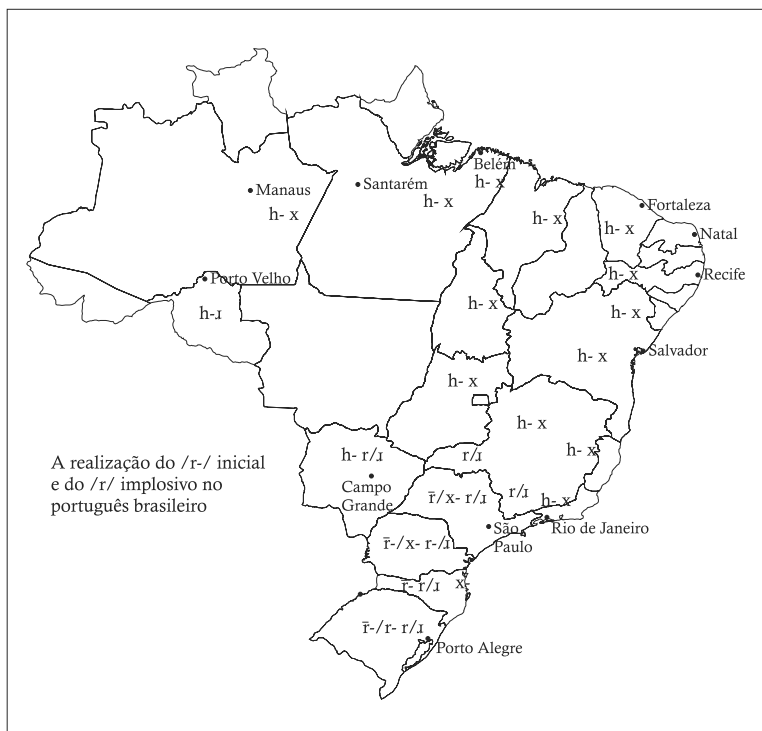 Belém
h- x
Manaus
Santarém
h- x
h- x
h- x
Fortaleza
h- x
Natal
Porto Velho
h- x
Recife
h-ɹ
h- x
h- x
h- x
Salvador
h- x
h- x
h- x
A realização do /r-/ inicial
e do /r/ implosivo no
português brasileiro
h- r/ɹ
r/ɹ
Campo
Grande
r̄/x- r/ɹ
r/ɹ
h- x
São
Paulo
Rio de Janeiro
r̄-/x- r-/ɹ
r̄- r/ɹ
x-
r̄-/r- r/ɹ
Porto Alegre